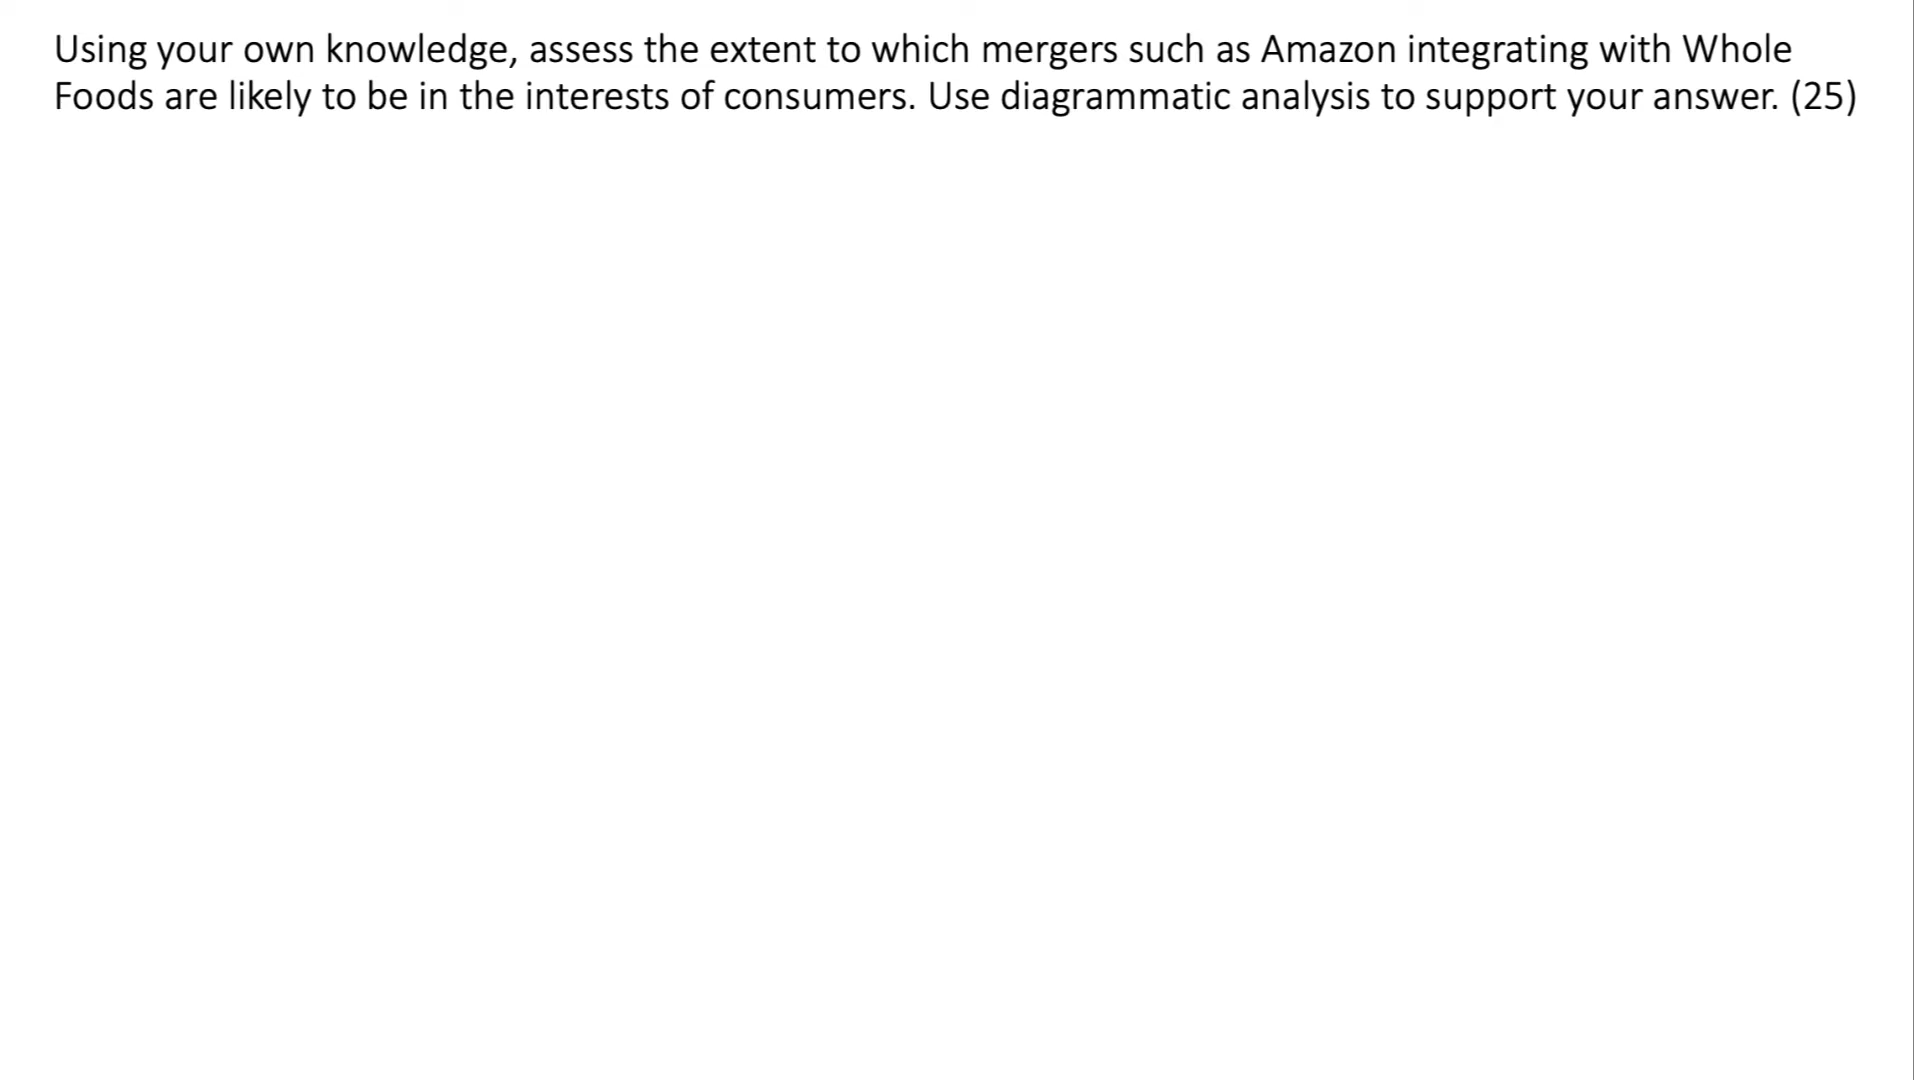 Using your own knowledge, assess the extent to which mergers such as Amazon integrating with Whole
Foods are likely to be in the interests of consumers. Use diagrammatic analysis to support your answer. (25)